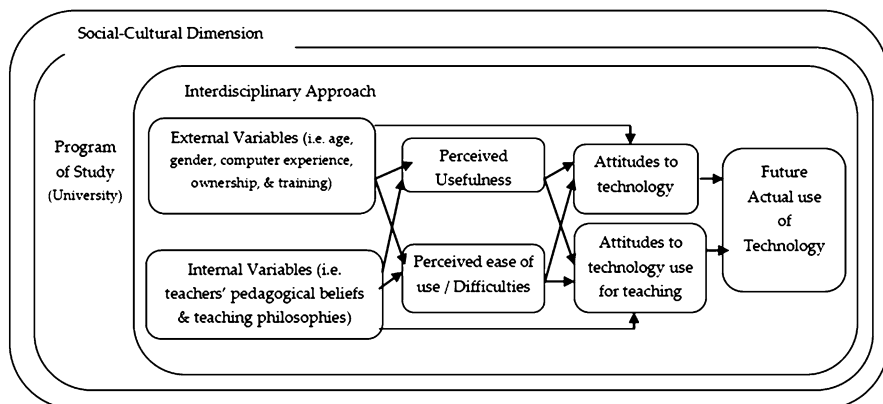 Social-Cultural Dimension
Interdisciplinary Approach
Program
of Study
(University)
External Variables (i.e. age,
gender, computer experience,
ownership, & training)
Internal Variables (i.e.
teachers’ pedagogical beliefs
& teaching philosophies)
Perceived
Usefulness
Perceived ease of
use / Difficulties
Attitudes to
technology
Attitudes to
technology use
for teaching
Future
Actual use
of
Technology